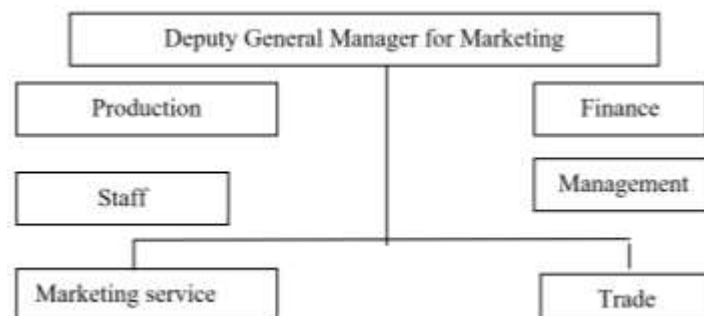 Deputy General Manager for Marketing
Production
Finance
Management
Staff
Marketing service
Trade